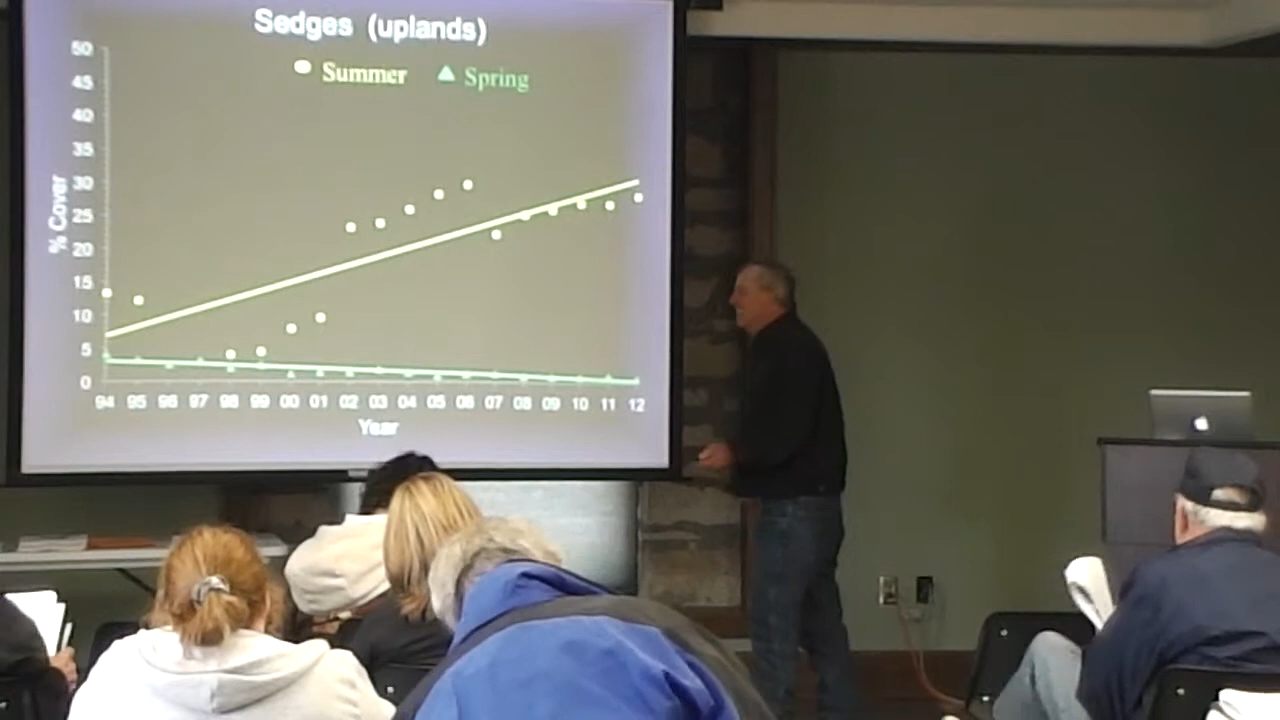 Sedges (uplands)
Summer Spring
50
45
40
35
30
25
20
15
10
5
0
% Cover
94 95 96 97 98 99 00 01 02 03 04 05 06 07 08 09 10 11 12
Year